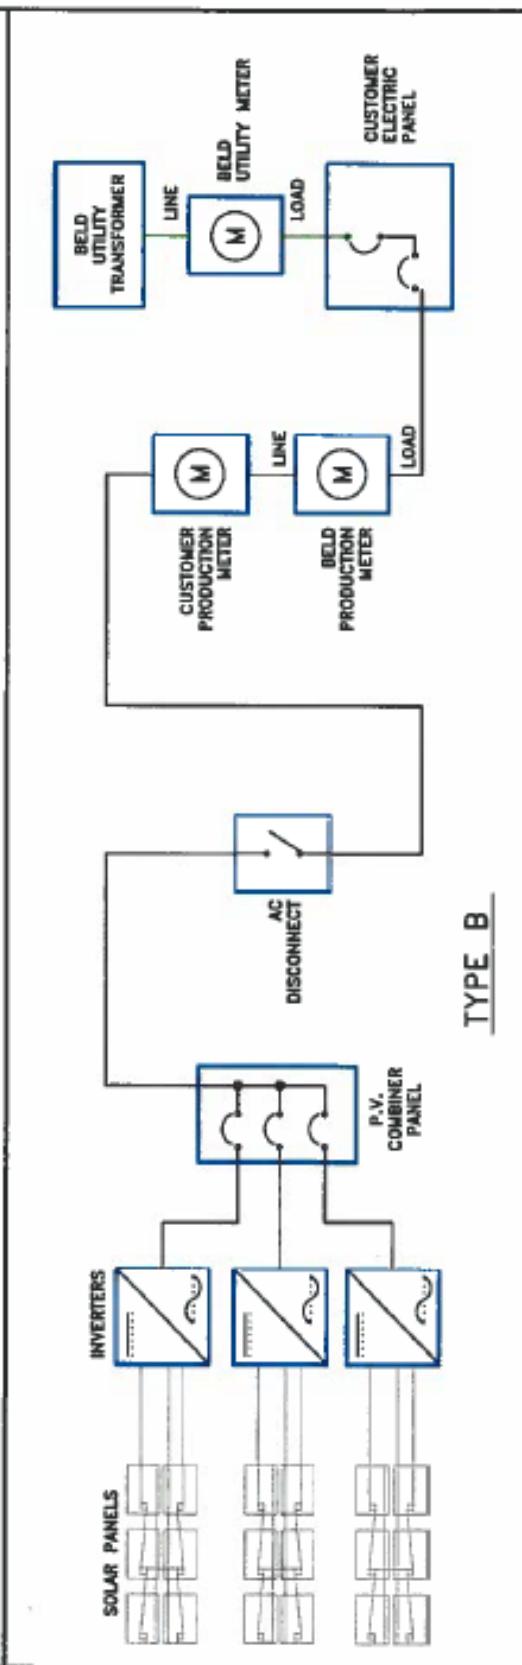 SOLAR PANELS
INVERTERS
P.V.
COMBINER
PANEL
AC
DISCONNECT
CUSTOMER
PRODUCTION
METER
M
LINE
BELD
PRODUCTION
METER
M
LOAD
BELD
UTILITY
TRANSFORMER
LINE
BELD
UTILITY METER
M
LOAD
CUSTOMER
ELECTRIC
PANEL
TYPE B